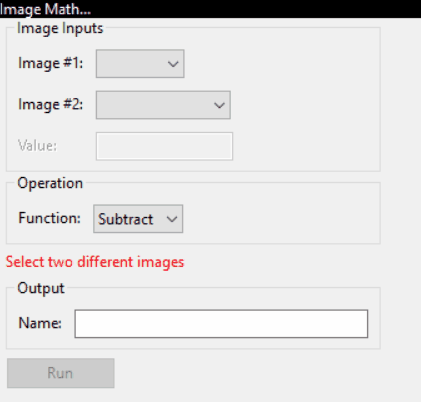 Image Math...
Image Inputs
Image #1:
Image #2:
Value:
Operation
Function: Subtract
Select two different images
Output
Name:
Run